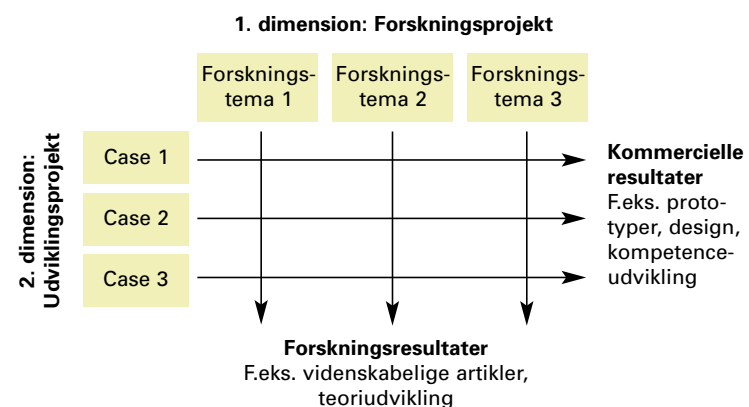 1. dimension: Forskningsprojekt
Forsknings-
tema 1
Forsknings-
tema 2
Forsknings-
tema 3
2. dimension:
Udviklingsprojekt
Case 1
Case 2
Case 3
Kommercielle
resultater
F.eks. proto-
typer, design,
kompetence-
udvikling
Forskningsresultater
F.eks. videnskabelige artikler,
teoriudvikling